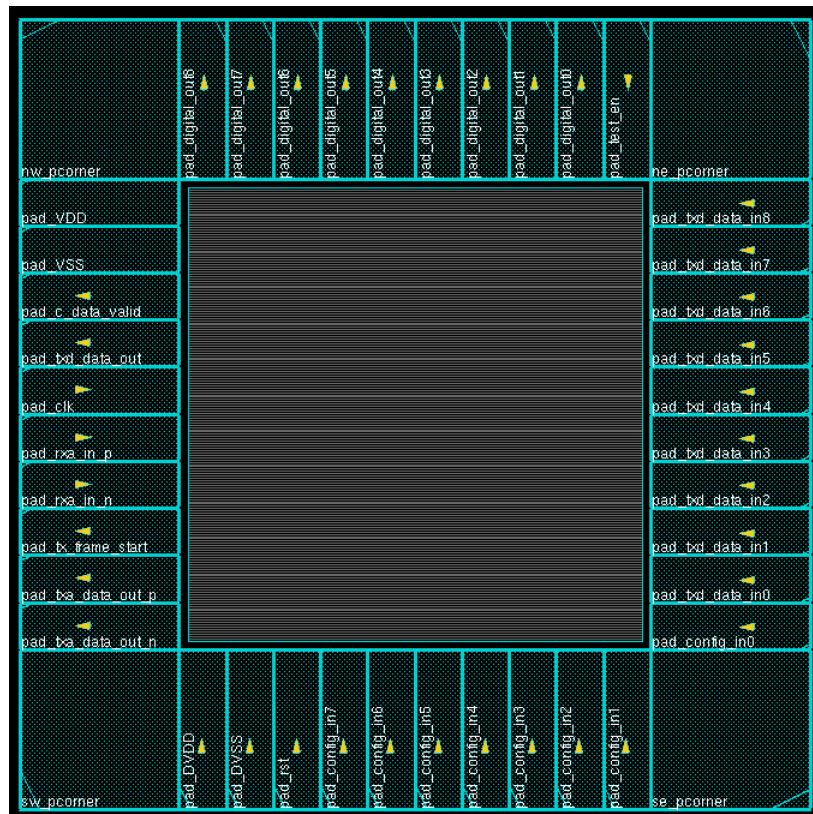 pad_digital_out8
pad_digital_out7
pad_digital_out6
pad_digital_out5
pad_digital_out4
pad_digital_out3
pad_digital_out2
pad_digital_out1
pad_digital_out0
pad_test_en
nw_pcorner
ne_pcorner
pad_VDD
pad_txd_data_in8
pad_VSS
pad_txd_data_in7
pad_c_data_valid
pad_txd_data_in6
pad_txd_data_out
pad_txd_data_in5
pad_clk
pad_txd_data_in4
pad_rxa_in_p
pad_txd_data_in3
pad_rxa_in_n
pad_txd_data_in2
pad_tx_frame_start
pad_txd_data_in1
pad_txa_data_out_p
pad_txd_data_in0
pad_txa_data_out_n
pad_config_in0
pad_DVDD
pad_DVSS
pad_rst
pad_config_in7
pad_config_in6
pad_config_in5
pad_config_in4
pad_config_in3
pad_config_in2
pad_config_in1
sw_pcorner
se_pcorner